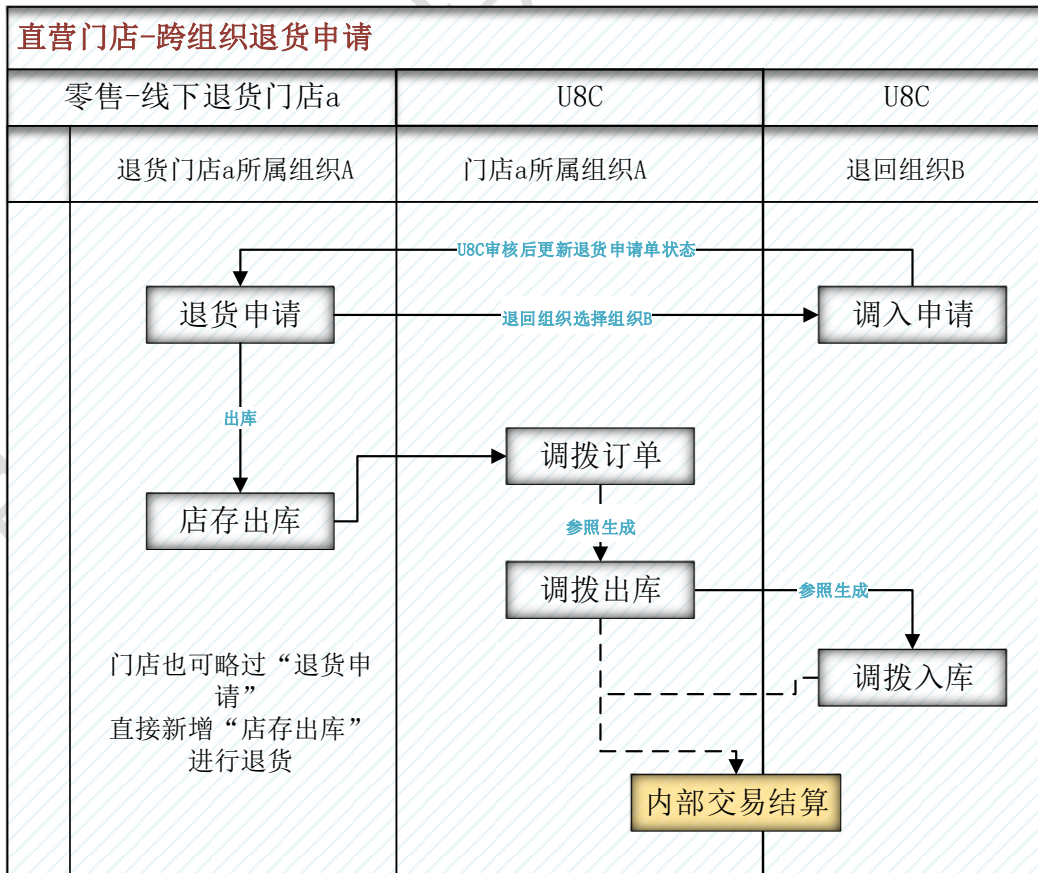 直营门店-跨组织退货申请
零售-线下退货门店a
U8C
U8C
退货门店a所属组织A
门店a所属组织A
退回组织B
U8C审核后更新退货申请单状态
退货申请
退回组织选择组织B
调入申请
出库
调拨订单
店存出库
参照生成
调拨出库
参照生成
门店也可略过“退货申
请”
直接新增“店存出库”
进行退货
调拨入库
内部交易结算